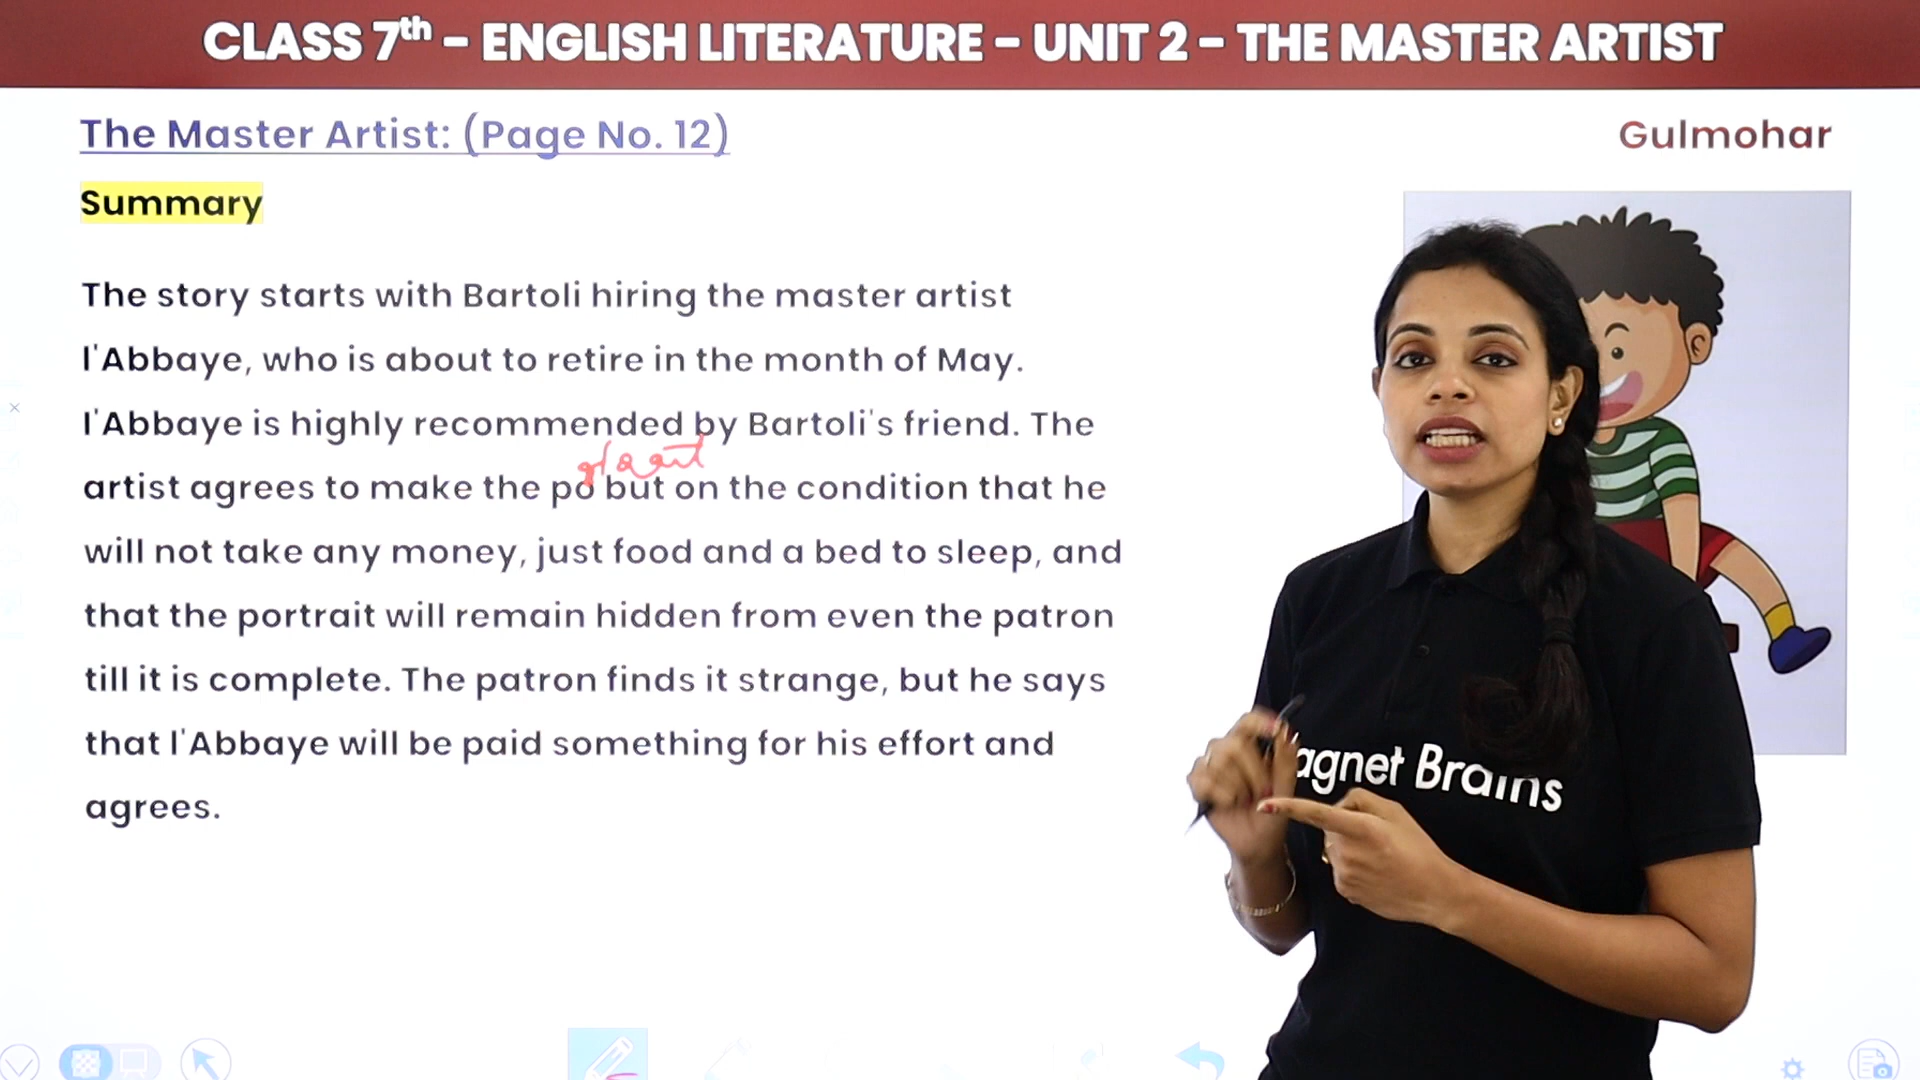 CLASS 7th - ENGLISH LITERATURE - UNIT 2 - THE MASTER ARTIST
The Master Artist: (Page No. 12)
Gulmohar
Summary
The story starts with Bartoli hiring the master artist
l'Abbaye, who is about to retire in the month of May.
l'Abbaye is highly recommended by Bartoli's friend. The
artist agrees to make the po but on the condition that he
will not take any money, just food and a bed to sleep, and
that the portrait will remain hidden from even the patron
till it is complete. The patron finds it strange, but he says
that l'Abbaye will be paid something for his effort and
agrees.
agnet Brains